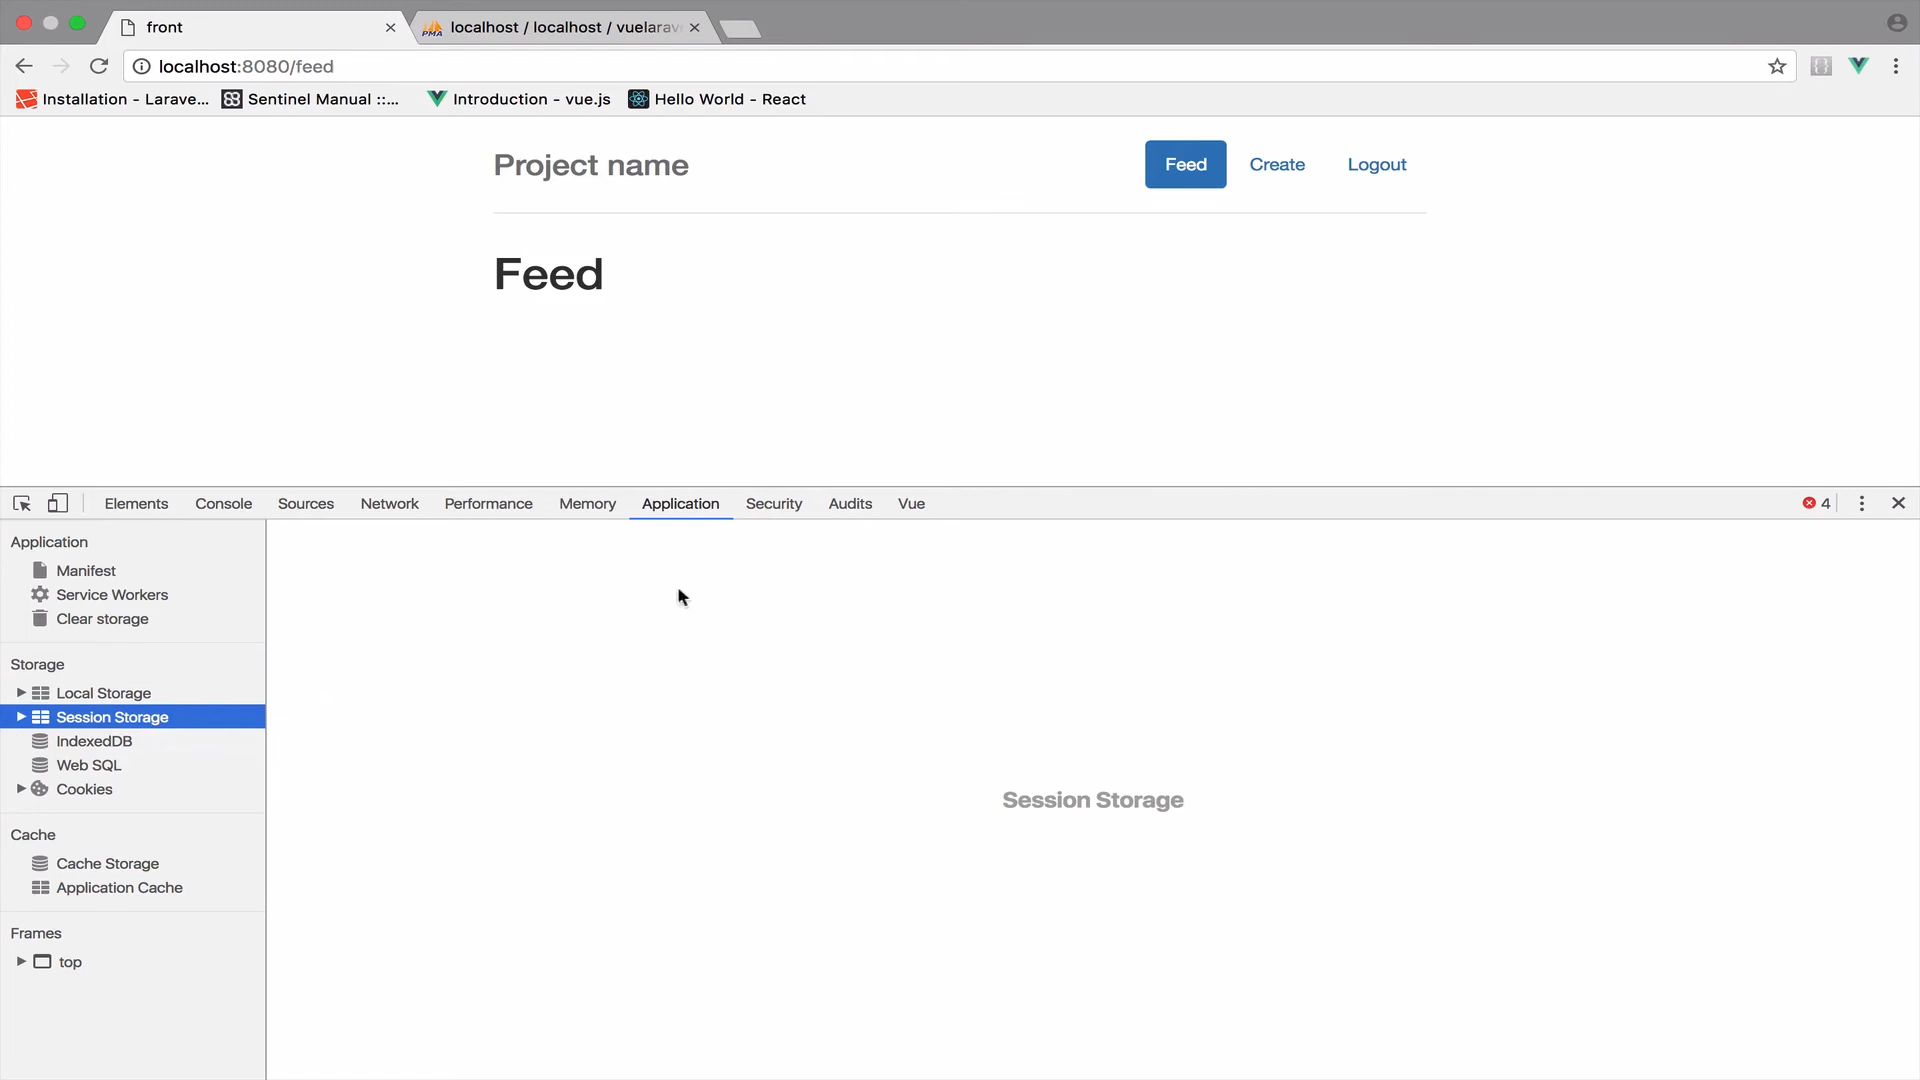 front
localhost / localhost / vuelarav
localhost:8080/feed
Installation - Larave... Sentinel Manual ::... Introduction - vue.js Hello World - React
Project name Feed Create Logout
Feed
Elements Console Sources Network Performance Memory Application Security Audits Vue 4
Application
Manifest
Service Workers
Clear storage
Storage
Local Storage
Session Storage
IndexedDB
Web SQL
Cookies
Cache
Cache Storage
Application Cache
Frames
top
Session Storage